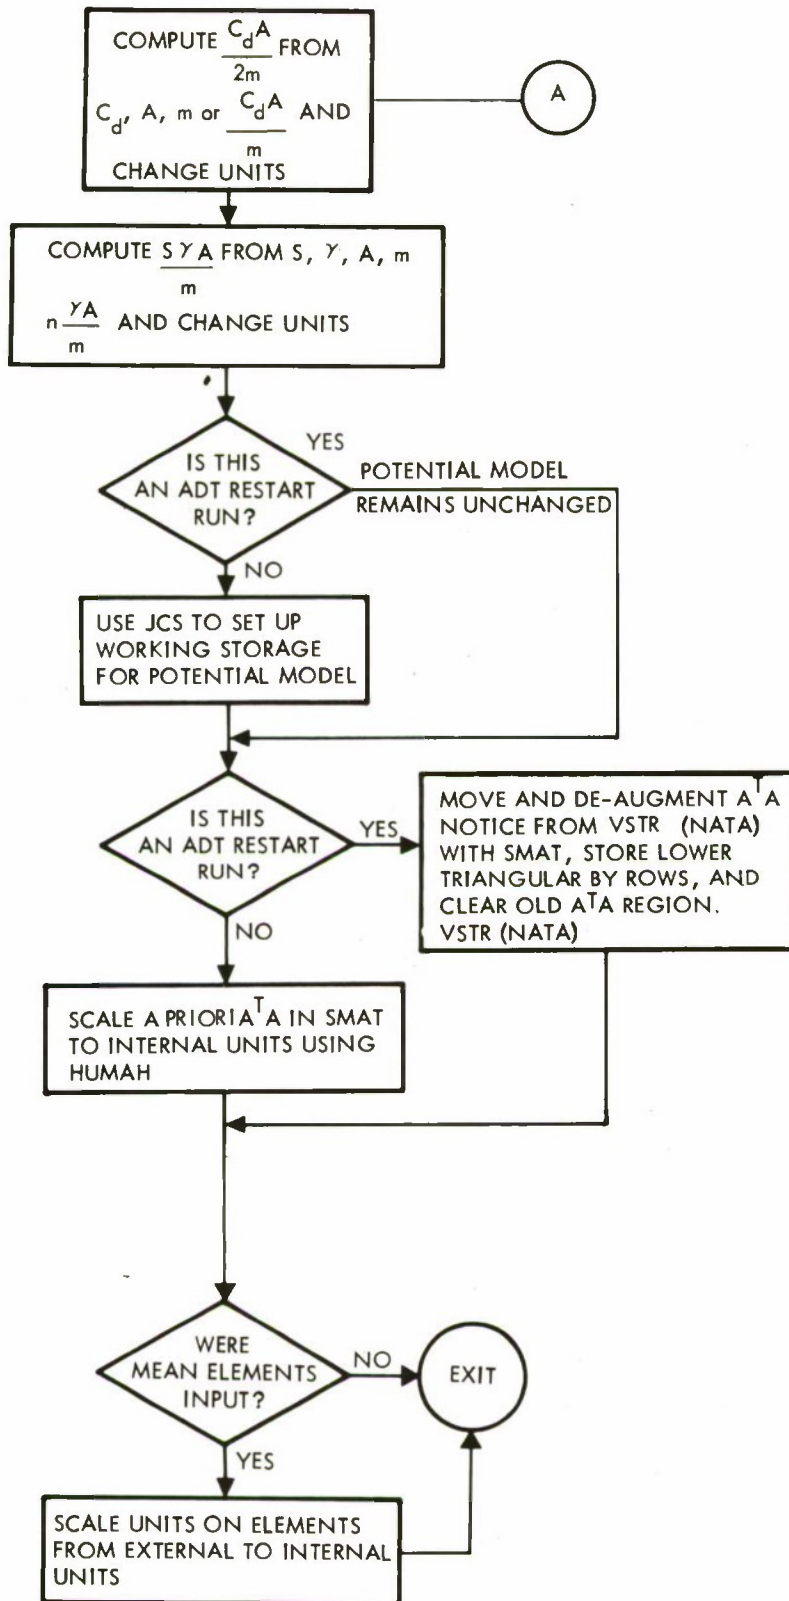 COMPUTE C_dA/2m FROM
C_d, A, m or C_dA/m AND
CHANGE UNITS
A
COMPUTE SγA/m FROM S, γ, A, m
n γA/m AND CHANGE UNITS
IS THIS
AN ADT RESTART
RUN?
YES
POTENTIAL MODEL
REMAINS UNCHANGED
NO
USE JCS TO SET UP
WORKING STORAGE
FOR POTENTIAL MODEL
IS THIS
AN ADT RESTART
RUN?
YES
MOVE AND DE-AUGMENT A^TA
NOTICE FROM VSTR (NATA)
WITH SMAT, STORE LOWER
TRIANGULAR BY ROWS, AND
CLEAR OLD A^TA REGION.
VSTR (NATA)
NO
SCALE A PRIORI A^TA IN SMAT
TO INTERNAL UNITS USING
HUMAH
WERE
MEAN ELEMENTS
INPUT?
NO
EXIT
YES
SCALE UNITS ON ELEMENTS
FROM EXTERNAL TO INTERNAL
UNITS